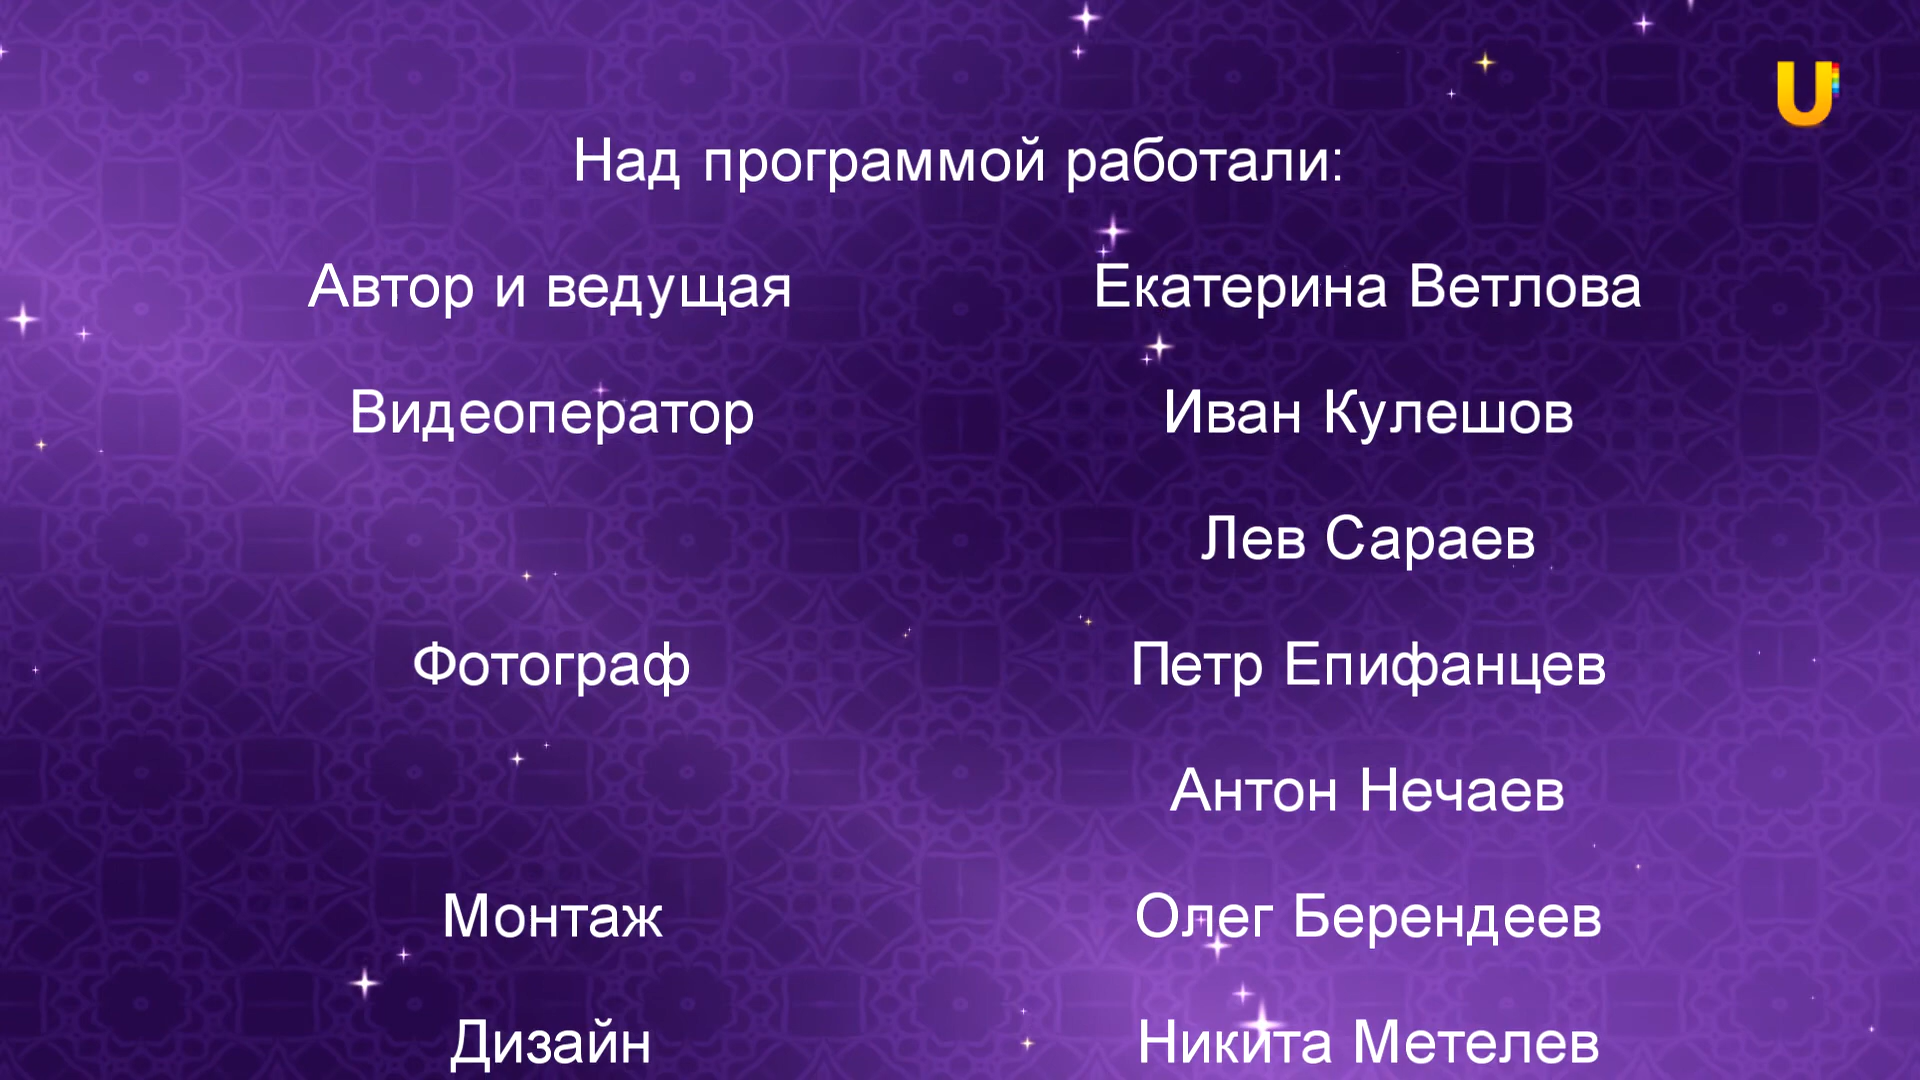 U
Над программой работали:
Автор и ведущая Екатерина Ветлова
Видеоператор Иван Кулешов
Лев Сараев
Фотограф Петр Епифанцев
Антон Нечаев
Монтаж Олег Берендеев
Дизайн Никита Метелев